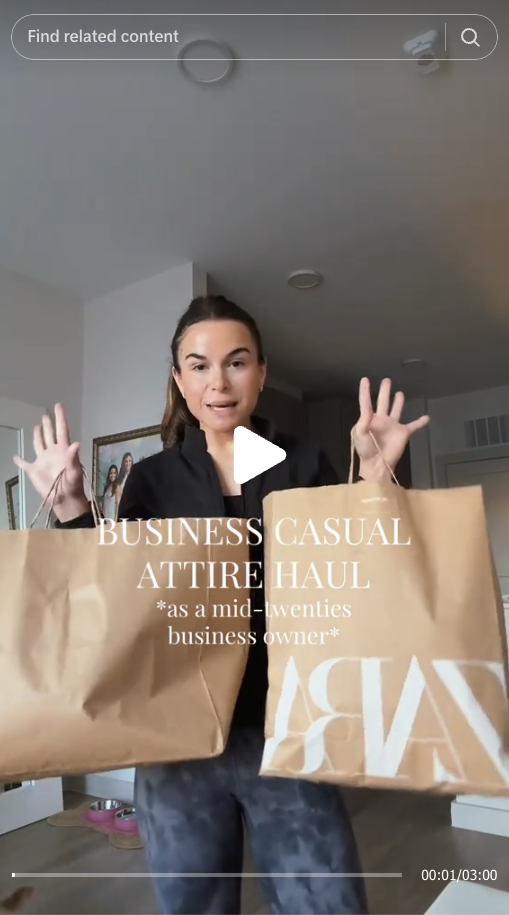 Find related content
BUSINESS CASUAL
ATTIRE HAUL
*as a mid-twenties
business owner*
ZARA
00:01/03:00